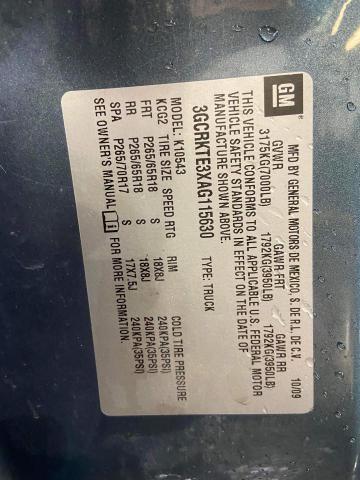 GM
MFD BY GENERAL MOTORS DE MEXICO, S. DE R.L. DE C.V. 10/09
GVWR GAWR-FRT GAWR RR
3175KG(7000LB) 1792KG(3950LB) 1792KG(3950LB)
THIS VEHICLE CONFORMS TO ALL APPLICABLE U.S. FEDERAL MOTOR
VEHICLE SAFETY STANDARDS IN EFFECT ON THE DATE OF
MANUFACTURE SHOWN ABOVE.
3GCRKTE3XAG115630 TYPE: TRUCK
MODEL: K10543
KCG2 TIRE SIZE SPEED RTG RIM COLD TIRE PRESSURE
FRT P265/65R18 S 18X8J 240KPA(35PSI)
RR P265/65R18 S 18X8J 240KPA(35PSI)
SPA P265/70R17 S 17X7.5J 240KPA(35PSI)
SEE OWNER'S MANUAL FOR MORE INFORMATION.